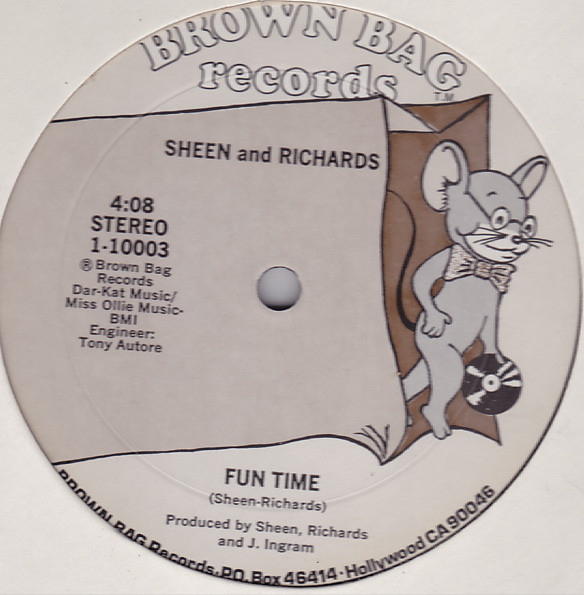 BROWN BAG
records
T.M.
SHEEN and RICHARDS
4:08
STEREO
1-10003
℗ Brown Bag
Records
Dar-Kat Music/
Miss Ollie Music-
BMI
Engineer:
Tony Autore
FUN TIME
(Sheen-Richards)
Produced by Sheen, Richards
and J. Ingram
BROWN BAG Records, P.O. Box 46414 · Hollywood CA 90046